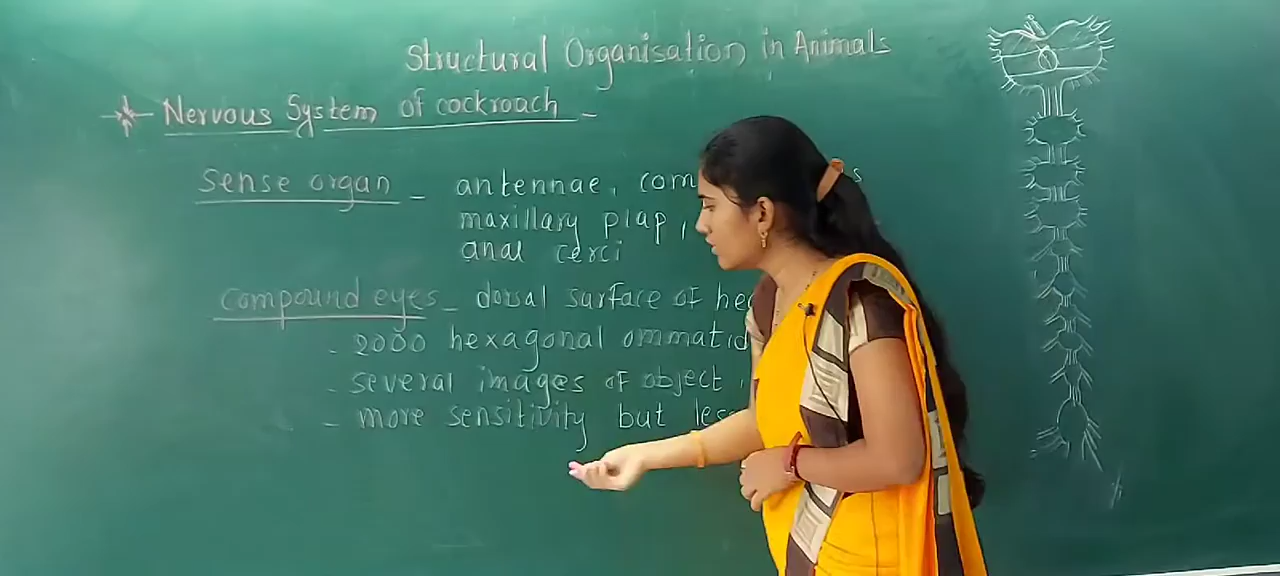 Structural Organisation in Animals
Nervous System of cockroach -
Sense organ - antennae, com
maxillary plap,
anal cerci
compound eyes - dorsal surface of he
- 2000 hexagonal ommatid
- several images of object
- more sensitivity but les